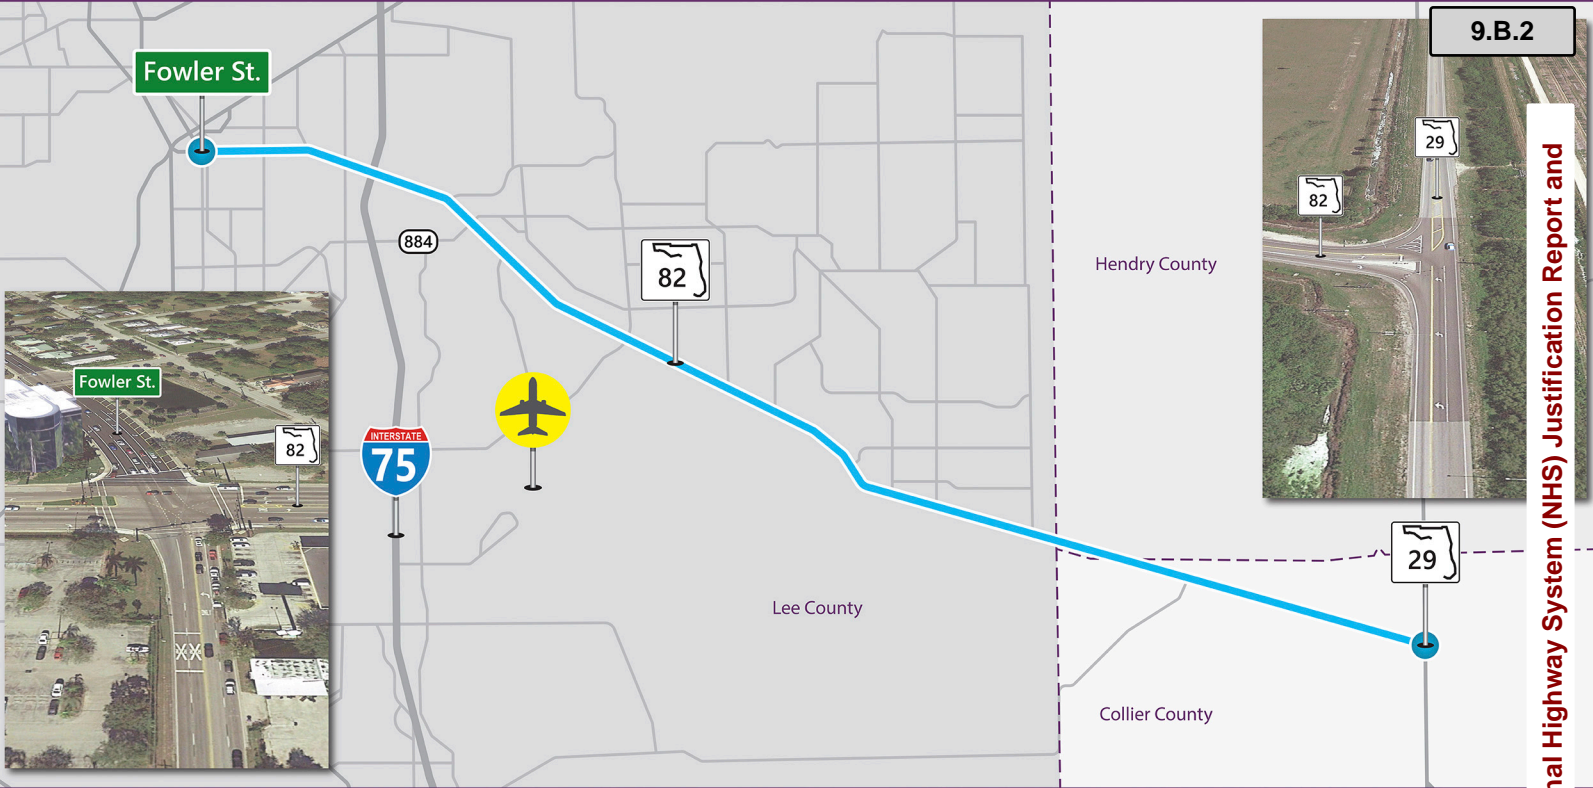 9.B.2
Fowler St.
29
82
884
82
Hendry County
Fowler St.
82
INTERSTATE
75
29
Lee County
Collier County
nal Highway System (NHS) Justification Report and